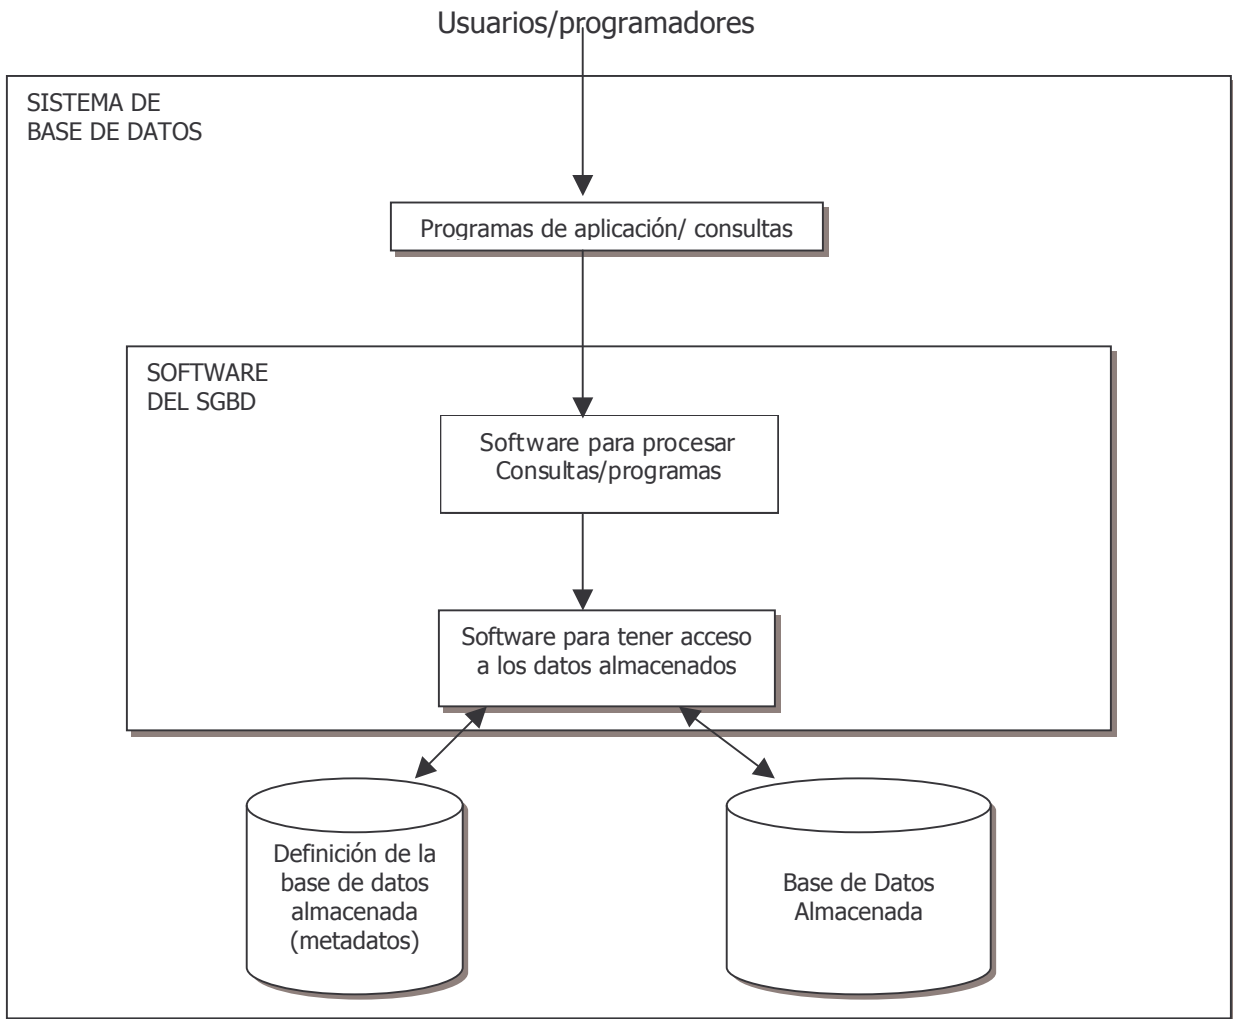 Usuarios/programadores
SISTEMA DE
BASE DE DATOS
Programas de aplicación/ consultas
SOFTWARE
DEL SGBD
Software para procesar
Consultas/programas
Software para tener acceso
a los datos almacenados
Definición de la
base de datos
almacenada
(metadatos)
Base de Datos
Almacenada